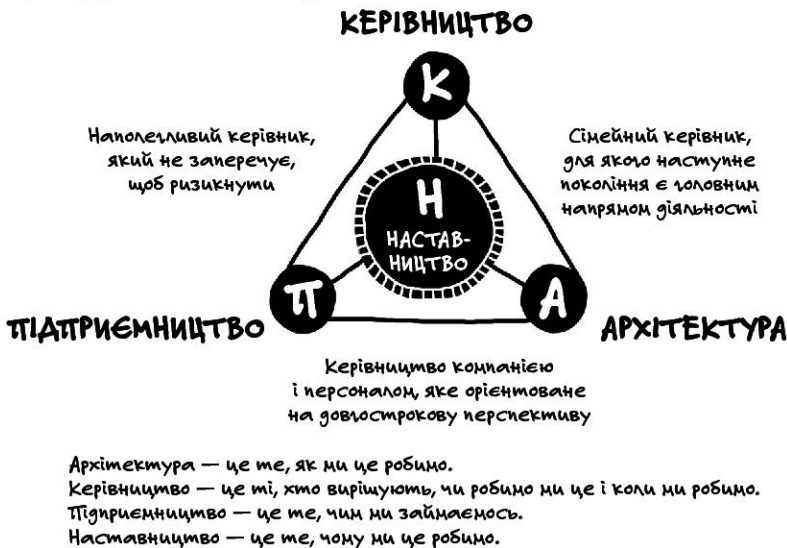 КЕРІВНИЦТВО
К
Наполегливий керівник,
який не заперечує,
щоб ризикнути
Сімейний керівник,
для якого наступне
покоління є головним
напрямом діяльності
Н
НАСТАВ-
НИЦТВО
П
А
ПІДПРИЄМНИЦТВО
АРХІТЕКТУРА
Керівництво компанією
і персоналом, яке орієнтоване
на довгострокову перспективу
Архітектура — це те, як ми це робимо.
Керівництво — це ті, хто вирішують, чи робимо ми це і коли ми робимо.
Підприємництво — це те, чим ми займаємось.
Наставництво — це те, чому ми це робимо.